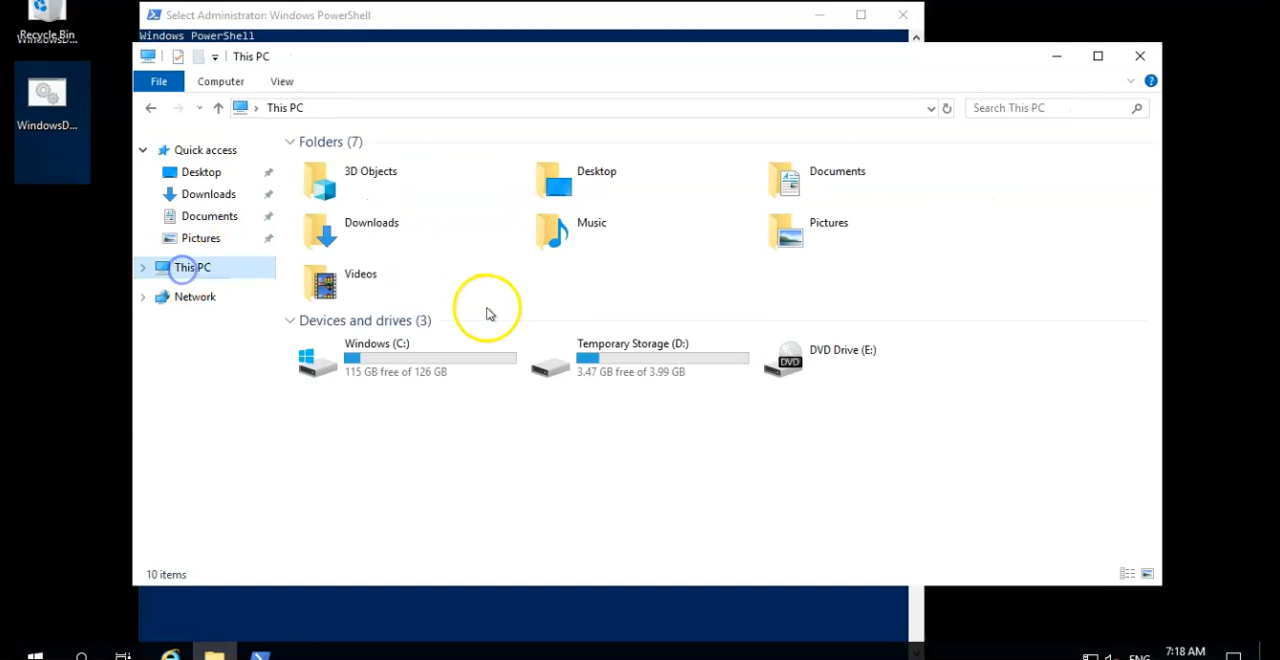 Recycle Bin
WindowsD...
WindowsD...
Select Administrator: Windows PowerShell
Windows PowerShell
This PC
File
Computer
View
This PC
Search This PC
Quick access
Desktop
Downloads
Documents
Pictures
This PC
Network
Folders (7)
3D Objects
Desktop
Documents
Downloads
Music
Pictures
Videos
Devices and drives (3)
Windows (C:)
115 GB free of 126 GB
Temporary Storage (D:)
3.47 GB free of 3.99 GB
DVD
DVD Drive (E:)
10 items
ENG
7:18 AM